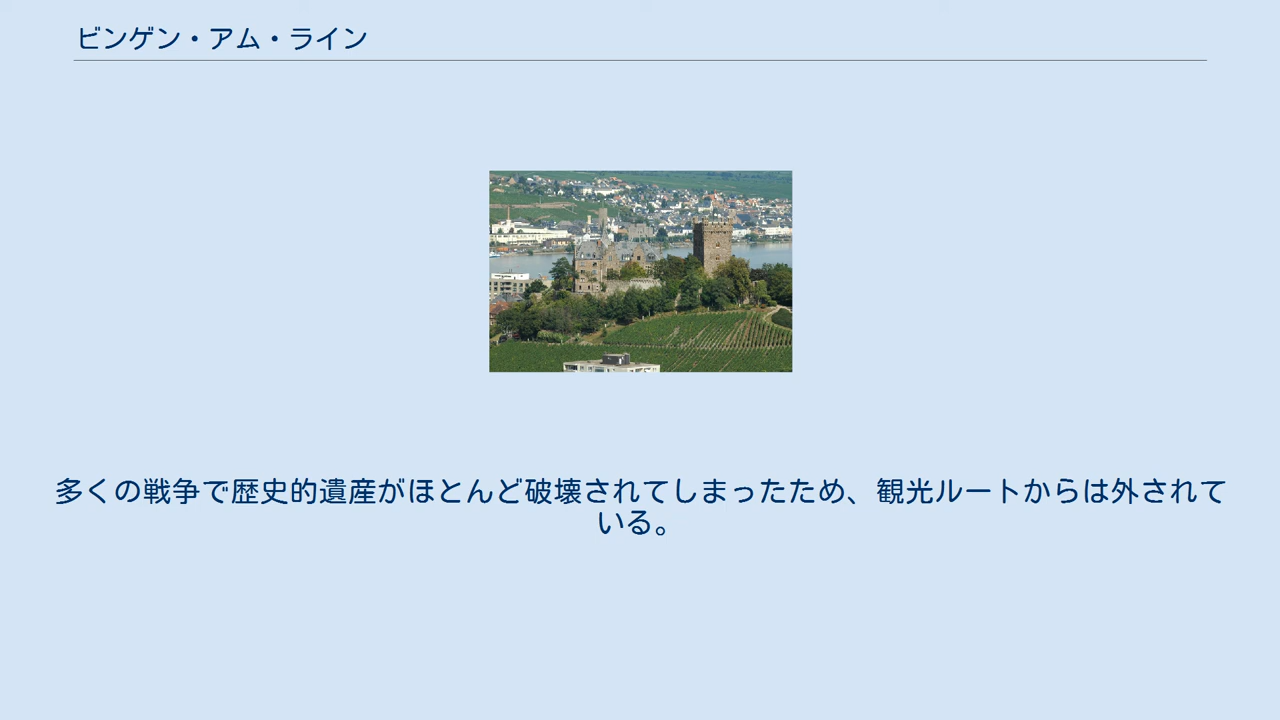 ビンゲン・アム・ライン
多くの戦争で歴史的遺産がほとんど破壊されてしまったため、観光ルートからは外されて
いる。